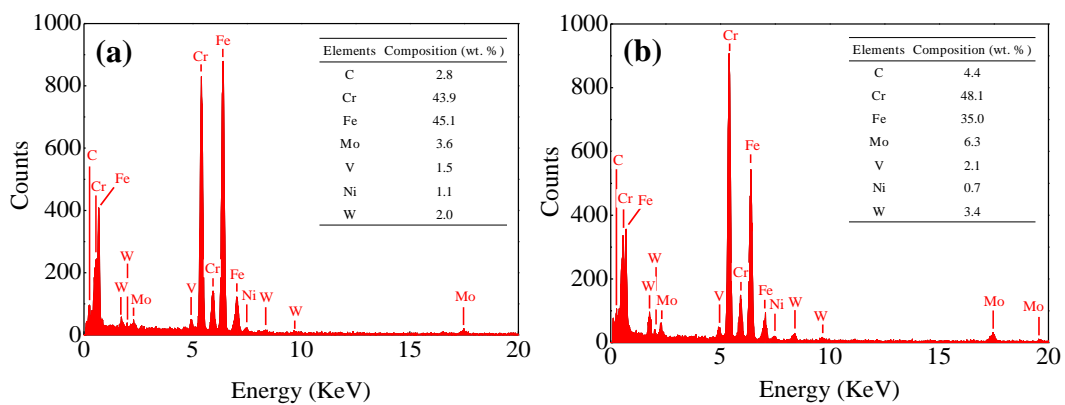 (a)
Elements Composition (wt. %)
C 2.8
Cr 43.9
Fe 45.1
Mo 3.6
V 1.5
Ni 1.1
W 2.0
1000
800
600
400
200
0
Counts
C
Cr
Fe
W
W
Mo
V
Cr
Cr
Fe
Fe
Ni
W
W
Mo
0 5 10 15 20
Energy (KeV)
(b)
Elements Composition (wt. %)
C 4.4
Cr 48.1
Fe 35.0
Mo 6.3
V 2.1
Ni 0.7
W 3.4
1000
800
600
400
200
0
Counts
C
Cr
Fe
W
W
Mo
V
Cr
Cr
Fe
Fe
Ni
W
W
Mo
Mo
0 5 10 15 20
Energy (KeV)